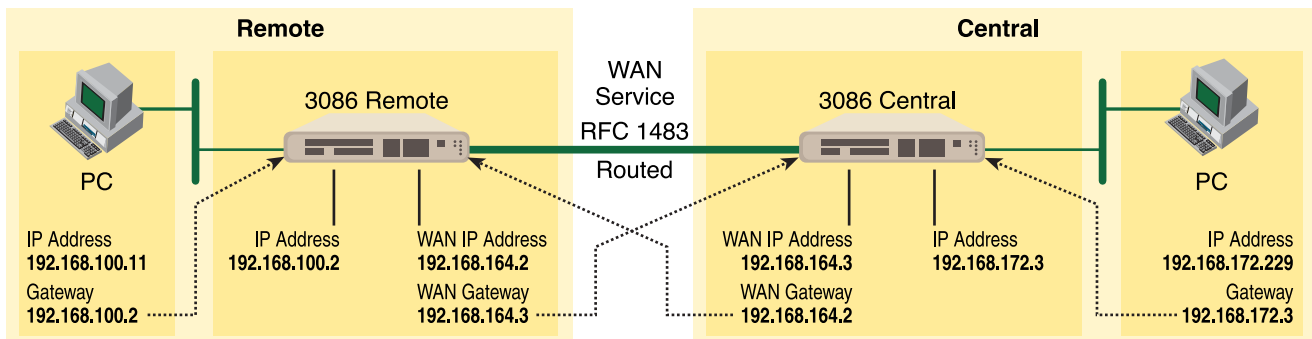 Remote
Central
3086 Remote
WAN
Service
RFC 1483
Routed
3086 Central
PC
PC
IP Address
192.168.100.11
Gateway
192.168.100.2
IP Address
192.168.100.2
WAN IP Address
192.168.164.2
WAN Gateway
192.168.164.3
WAN IP Address
192.168.164.3
WAN Gateway
192.168.164.2
IP Address
192.168.172.3
IP Address
192.168.172.229
Gateway
192.168.172.3